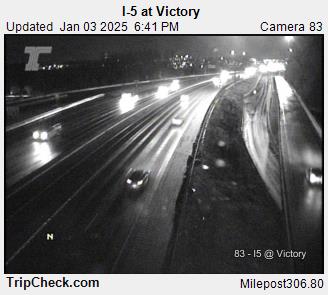 I-5 at Victory
Updated Jan 03 2025 6:41 PM Camera 83
T
N
83 - I5 @ Victory
TripCheck.com Milepost306.80